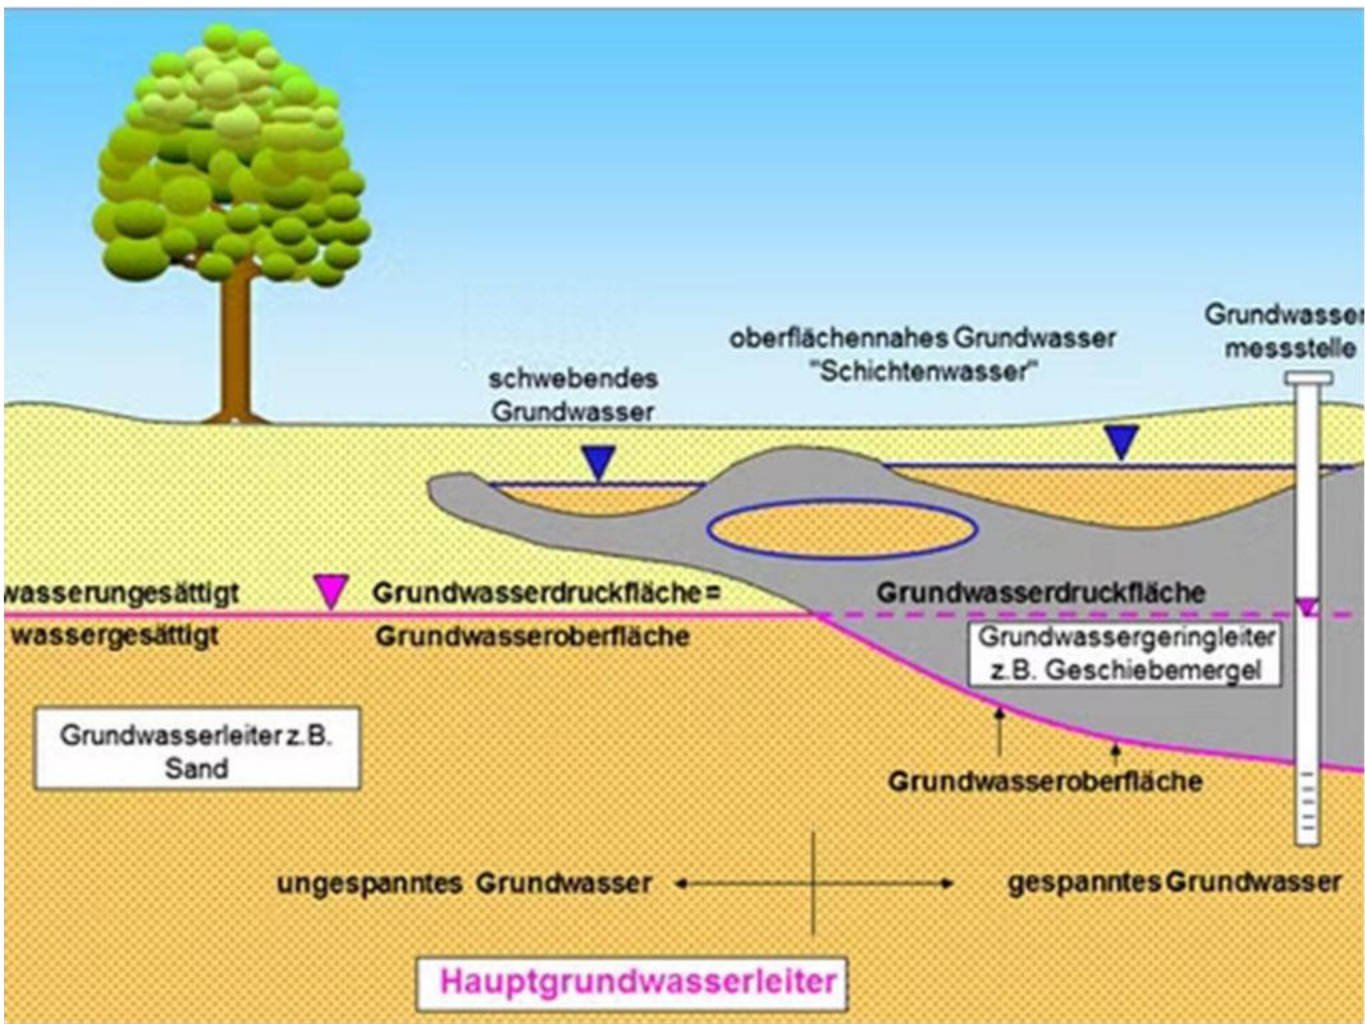 Grundwasser
messstelle
oberflächennahes Grundwasser
"Schichtenwasser"
schwebendes
Grundwasser
wasserungesättigt
Grundwasserdruckfläche=
Grundwasserdruckfläche
wassergesättigt
Grundwasseroberfläche
Grundwassergeringleiter
z.B. Geschiebemergel
Grundwasserleiter z.B.
Sand
Grundwasseroberfläche
ungespanntes Grundwasser
gespanntes Grundwasser
Hauptgrundwasserleiter